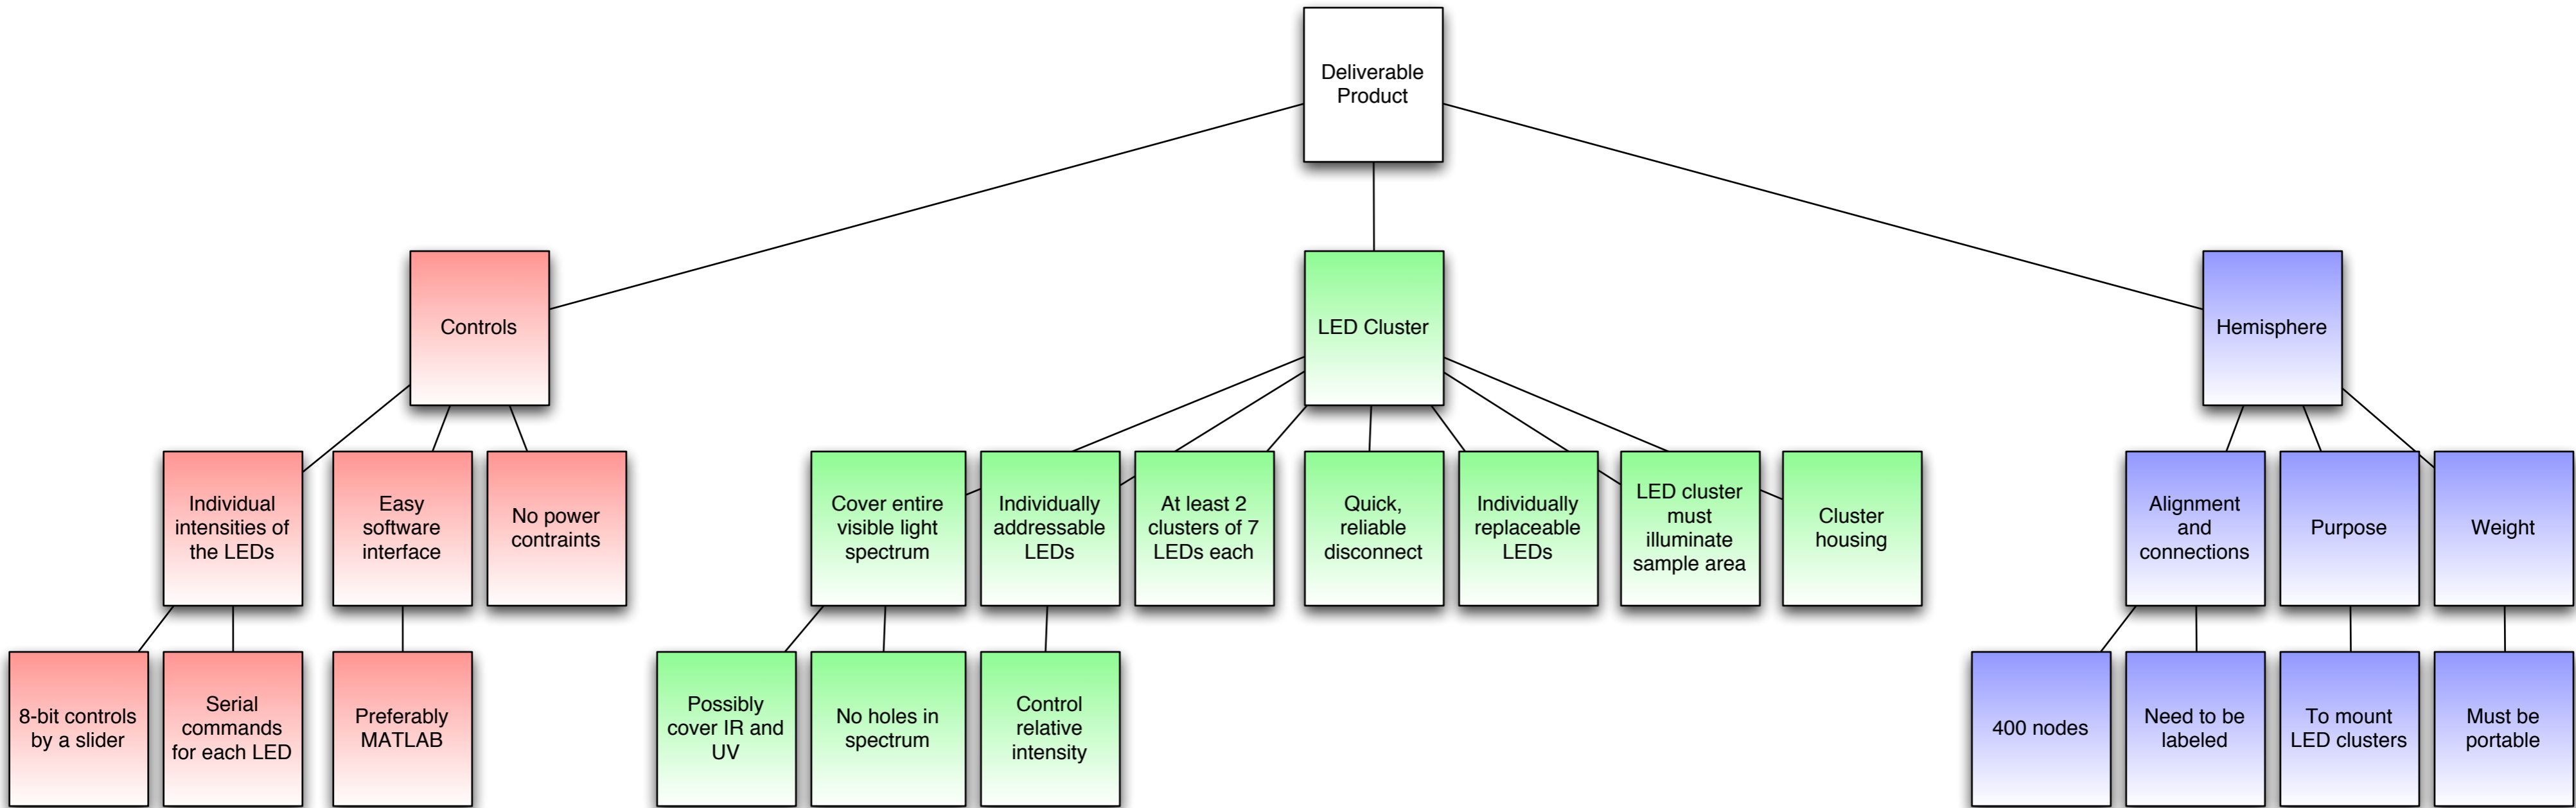 Deliverable
Product
Controls
LED Cluster
Hemisphere
Individual
intensities of
the LEDs
Easy
software
interface
No power
contraints
Cover entire
visible light
spectrum
Individually
addressable
LEDs
At least 2
clusters of 7
LEDs each
Quick,
reliable
disconnect
Individually
replaceable
LEDs
LED cluster
must
illuminate
sample area
Cluster
housing
Alignment
and
connections
Purpose
Weight
8-bit controls
by a slider
Serial
commands
for each LED
Preferably
MATLAB
Possibly
cover IR and
UV
No holes in
spectrum
Control
relative
intensity
400 nodes
Need to be
labeled
To mount
LED clusters
Must be
portable